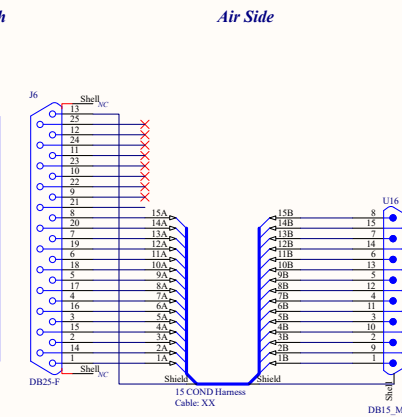 h
Air Side
J6
U16
Shell
NC
13
25
12
24
11
23
10
22
9
21
8 15A 15B 8
20 14A 14B 15
7 13A 13B 7
19 12A 12B 14
6 11A 11B 6
18 10A 10B 13
5 9A 9B 5
17 8A 8B 12
4 7A 7B 4
16 6A 6B 11
3 5A 5B 3
15 4A 4B 10
2 3A 3B 2
14 2A 2B 9
1 1A 1B 1
Shell
NC
Shield Shield
Shell
DB25-F
15 COND Harness
Cable: XX
DB15_M